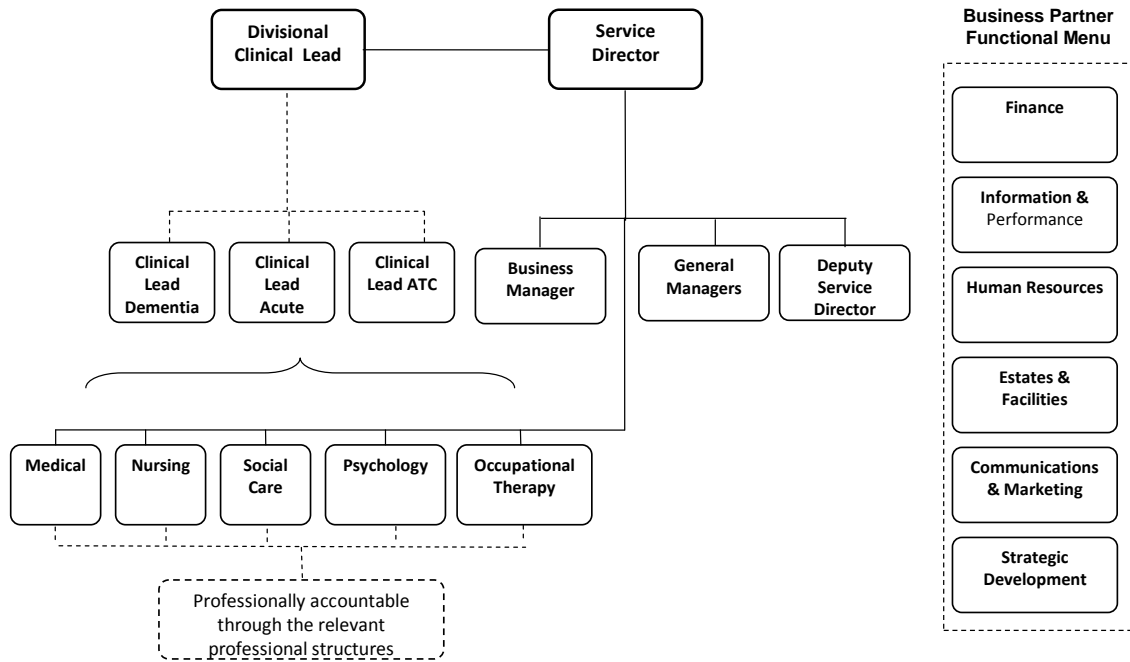 Divisional
Clinical Lead
Service
Director
Clinical
Lead
Dementia
Clinical
Lead
Acute
Clinical
Lead ATC
Business
Manager
General
Managers
Deputy
Service
Director
Medical
Nursing
Social
Care
Psychology
Occupational
Therapy
Professionally accountable
through the relevant
professional structures
Business Partner
Functional Menu
Finance
Information &
Performance
Human Resources
Estates &
Facilities
Communications
& Marketing
Strategic
Development